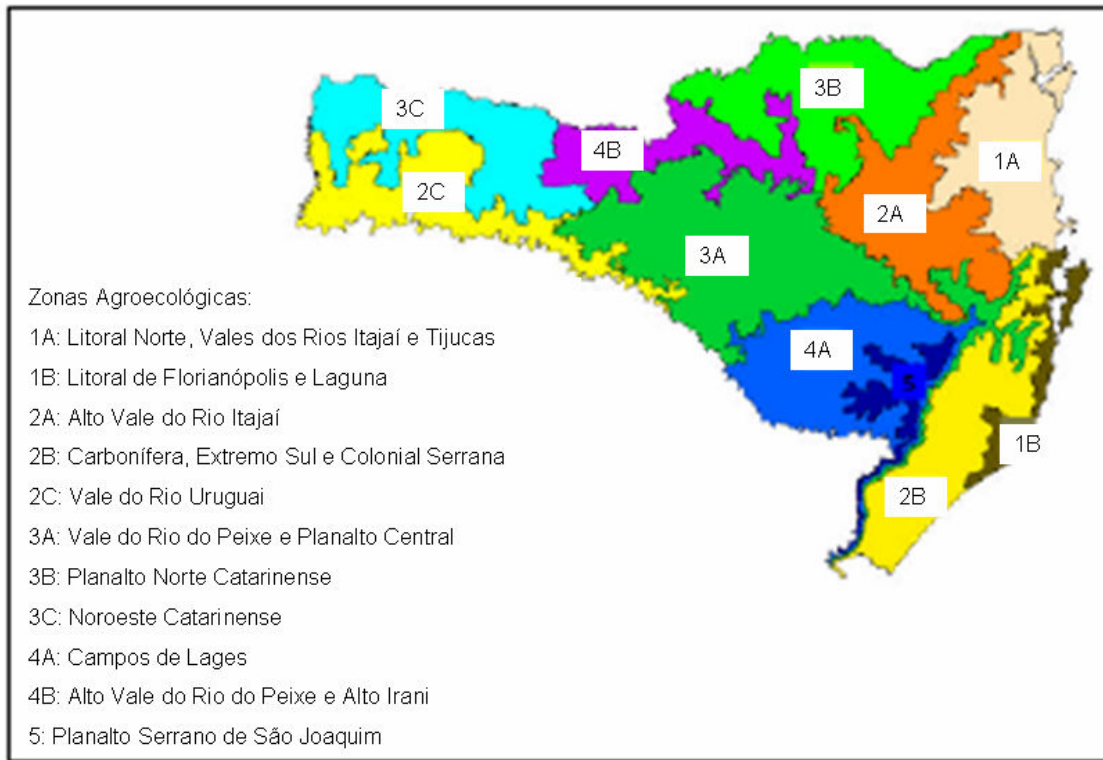 3C
3B
4B
1A
2C
2A
3A
4A
5
1B
2B
Zonas Agroecológicas:
1A: Litoral Norte, Vales dos Rios Itajaí e Tijucas
1B: Litoral de Florianópolis e Laguna
2A: Alto Vale do Rio Itajaí
2B: Carbonífera, Extremo Sul e Colonial Serrana
2C: Vale do Rio Uruguai
3A: Vale do Rio do Peixe e Planalto Central
3B: Planalto Norte Catarinense
3C: Noroeste Catarinense
4A: Campos de Lages
4B: Alto Vale do Rio do Peixe e Alto Irani
5: Planalto Serrano de São Joaquim